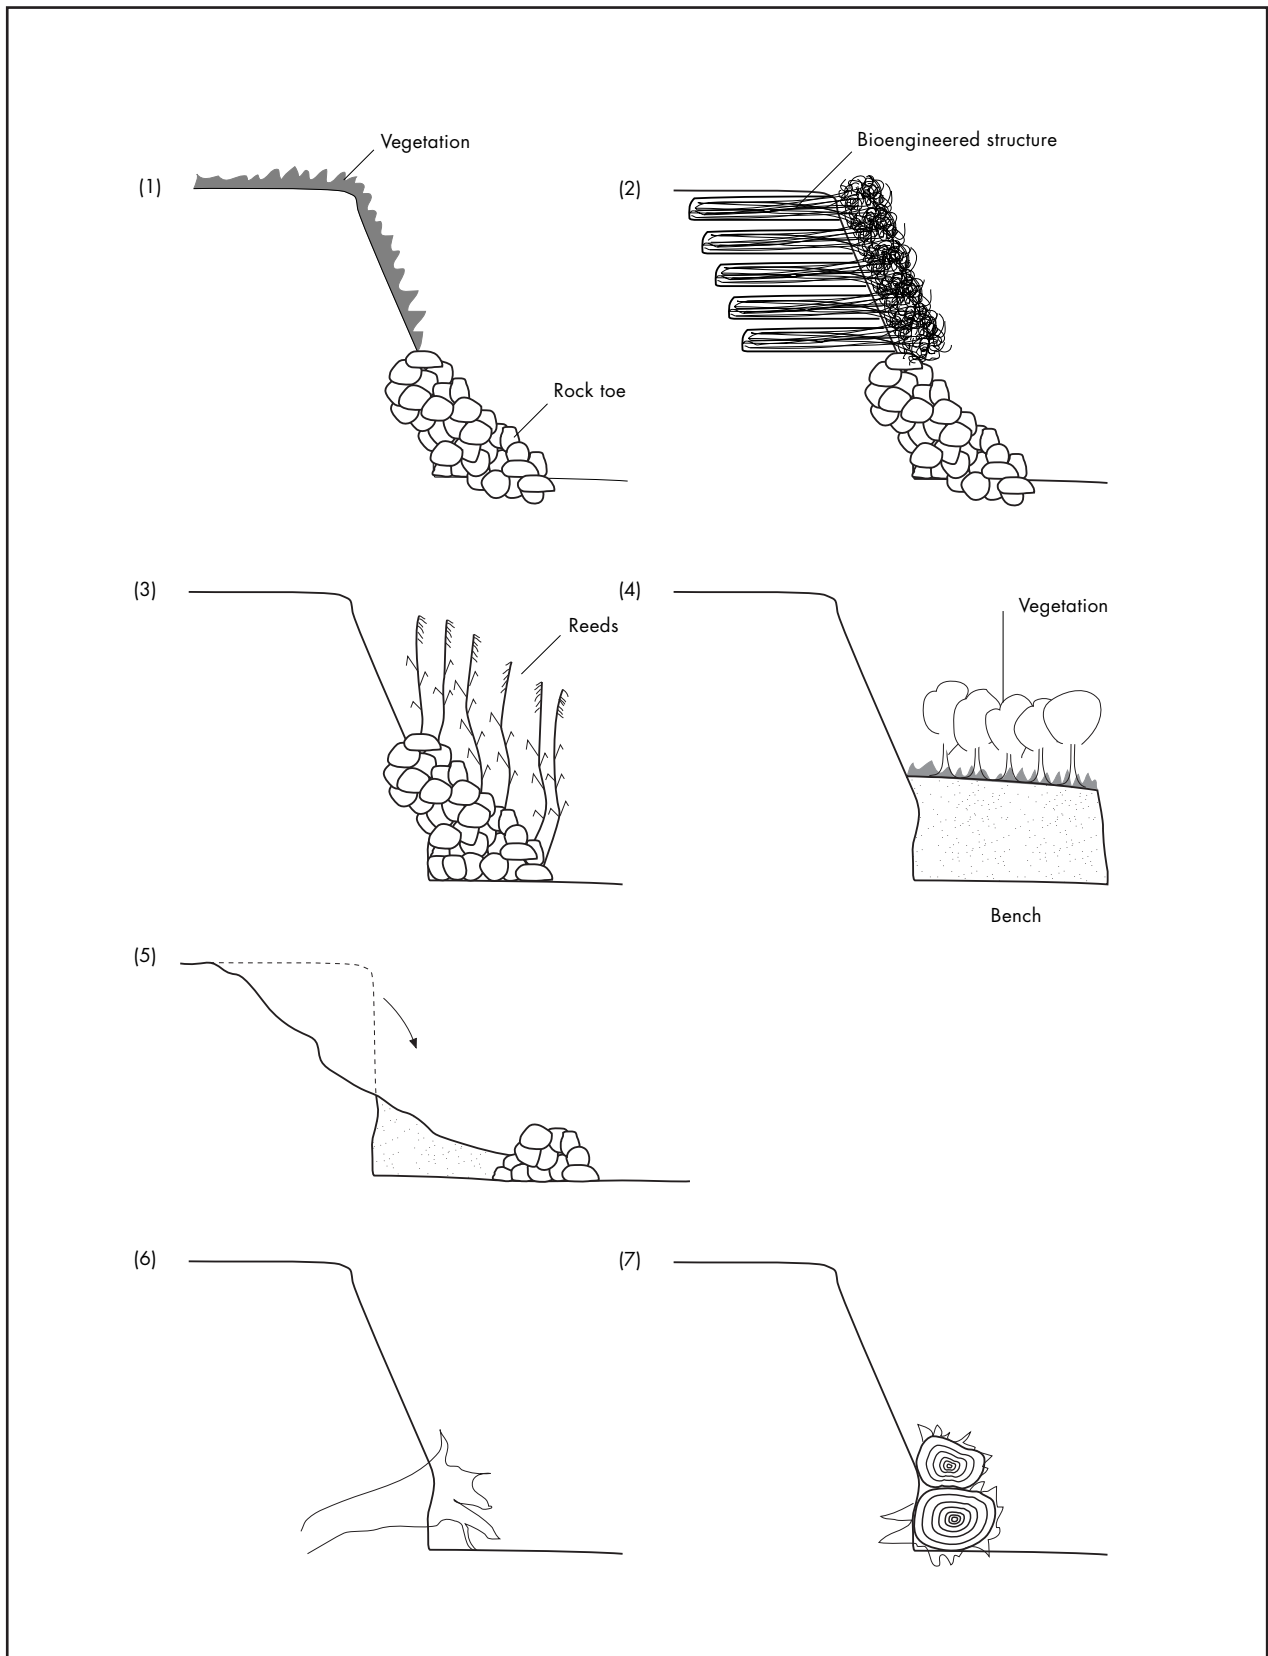 Vegetation
Bioengineered structure
(1)
(2)
Rock toe
(3)
(4)
Vegetation
Reeds
Bench
(5)
(6)
(7)